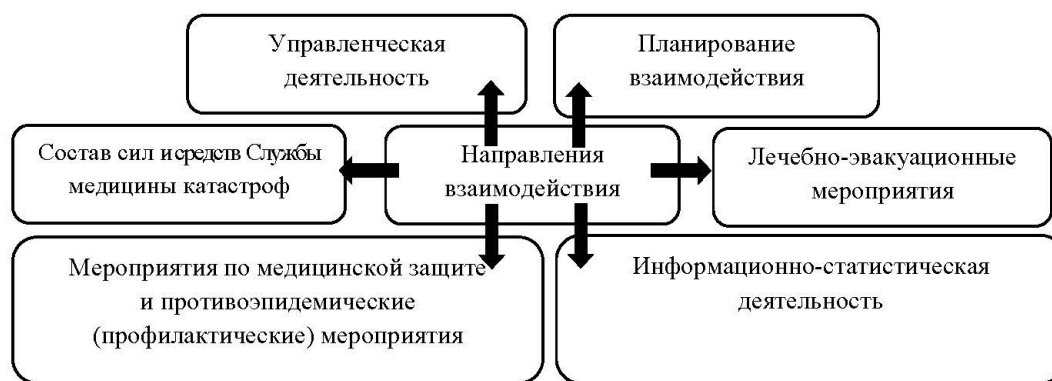 Управленческая
деятельность
Планирование
взаимодействия
Состав сил и средств Службы
медицины катастроф
Направления
взаимодействия
Лечебно-эвакуационные
мероприятия
Мероприятия по медицинской защите
и противоэпидемические
(профилактические) мероприятия
Информационно-статистическая
деятельность